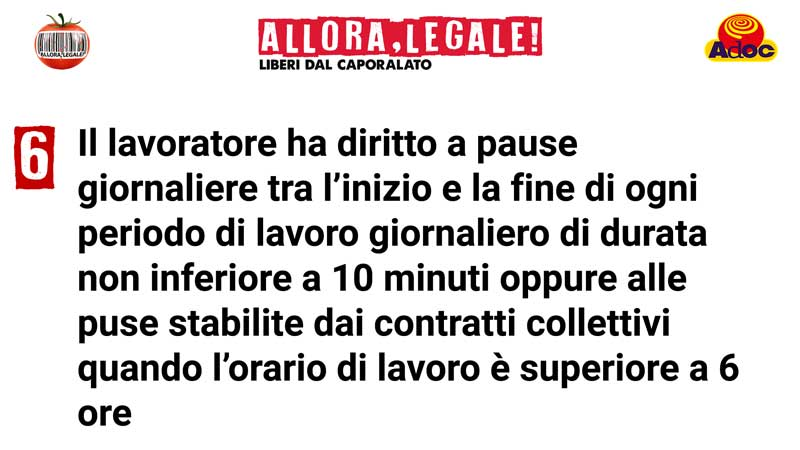 ALLORA,LEGALE!
ALLORA,LEGALE!
LIBERI DAL CAPORALATO
Adoc
6
Il lavoratore ha diritto a pause
giornaliere tra l’inizio e la fine di ogni
periodo di lavoro giornaliero di durata
non inferiore a 10 minuti oppure alle
puse stabilite dai contratti collettivi
quando l’orario di lavoro è superiore a 6
ore